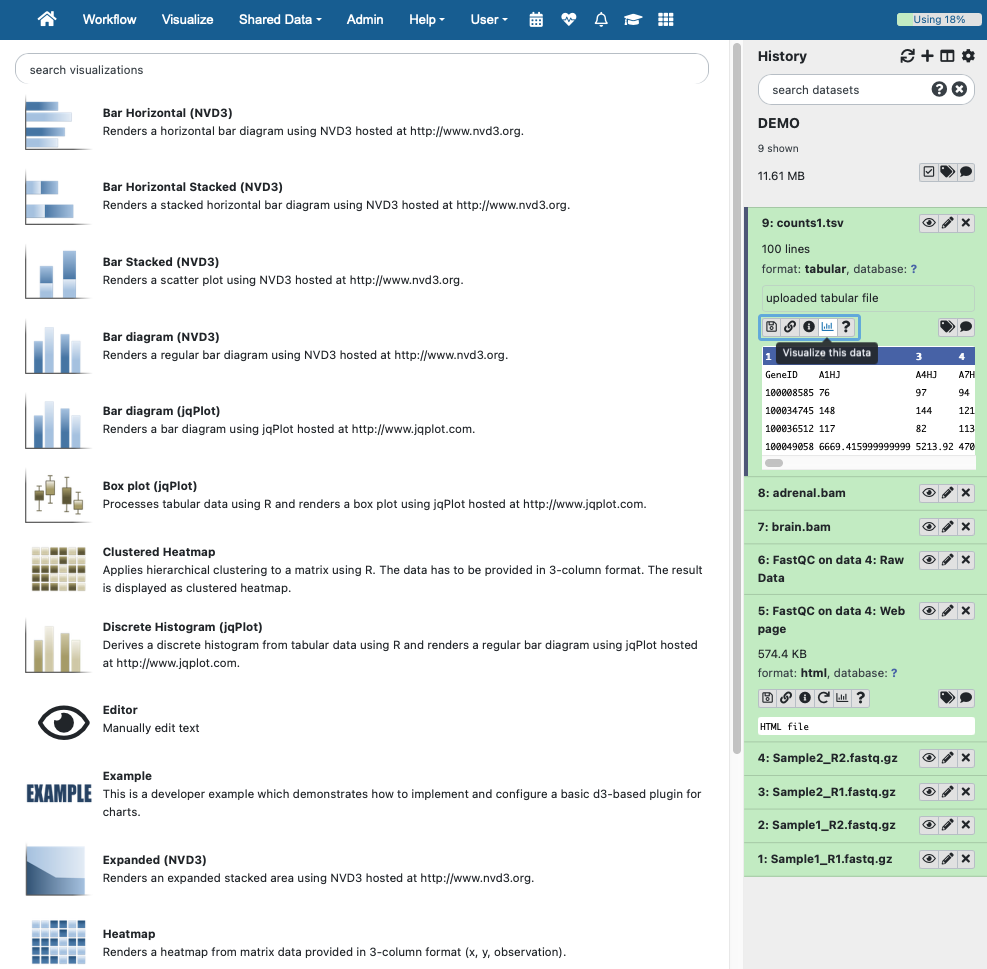 Workflow Visualize Shared Data Admin Help User Using 18%
search visualizations
Bar Horizontal (NVD3)
Renders a horizontal bar diagram using NVD3 hosted at http://www.nvd3.org.
Bar Horizontal Stacked (NVD3)
Renders a stacked horizontal bar diagram using NVD3 hosted at http://www.nvd3.org.
Bar Stacked (NVD3)
Renders a scatter plot using NVD3 hosted at http://www.nvd3.org.
Bar diagram (NVD3)
Renders a regular bar diagram using NVD3 hosted at http://www.nvd3.org.
Bar diagram (jqPlot)
Renders a bar diagram using jqPlot hosted at http://www.jqplot.com.
Box plot (jqPlot)
Processes tabular data using R and renders a box plot using jqPlot hosted at http://www.jqplot.com.
Clustered Heatmap
Applies hierarchical clustering to a matrix using R. The data has to be provided in 3-column format. The result
is displayed as clustered heatmap.
Discrete Histogram (jqPlot)
Derives a discrete histogram from tabular data using R and renders a regular bar diagram using jqPlot hosted
at http://www.jqplot.com.
Editor
Manually edit text
EXAMPLE
Example
This is a developer example which demonstrates how to implement and configure a basic d3-based plugin for
charts.
Expanded (NVD3)
Renders an expanded stacked area using NVD3 hosted at http://www.nvd3.org.
Heatmap
Renders a heatmap from matrix data provided in 3-column format (x, y, observation).
History
search datasets
DEMO
9 shown
11.61 MB
9: counts1.tsv
100 lines
format: tabular, database: ?
uploaded tabular file
Visualize this data
1 3 4
GeneID A1HJ A4HJ A7H
100008585 76 97 94
100034745 148 144 121
100036512 117 82 113
100049058 6669.415999999999 5213.92 470
8: adrenal.bam
7: brain.bam
6: FastQC on data 4: Raw
Data
5: FastQC on data 4: Web
page
574.4 KB
format: html, database: ?
HTML file
4: Sample2_R2.fastq.gz
3: Sample2_R1.fastq.gz
2: Sample1_R2.fastq.gz
1: Sample1_R1.fastq.gz